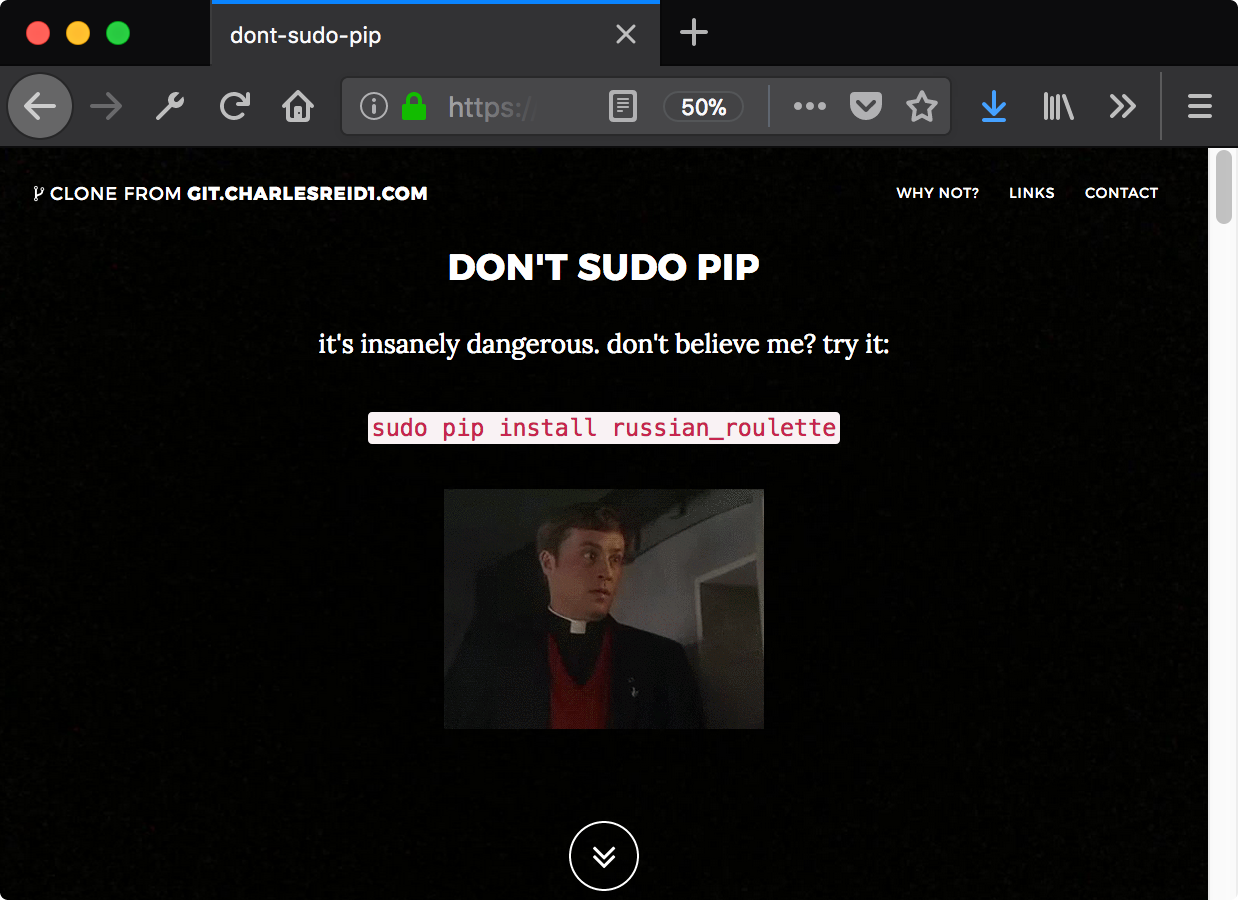 dont-sudo-pip
https:/
50%
CLONE FROM GIT.CHARLESREID1.COM
WHY NOT? LINKS CONTACT
DON'T SUDO PIP
it's insanely dangerous. don't believe me? try it:
sudo pip install russian_roulette